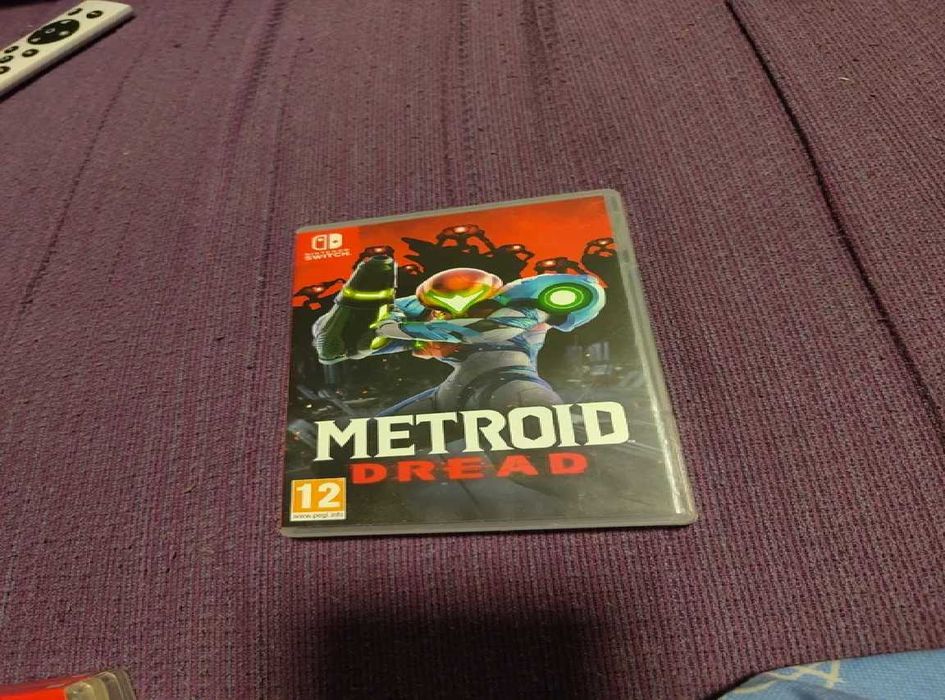 NINTENDO
SWITCH
METROID
DREAD
12
www.pegi.info